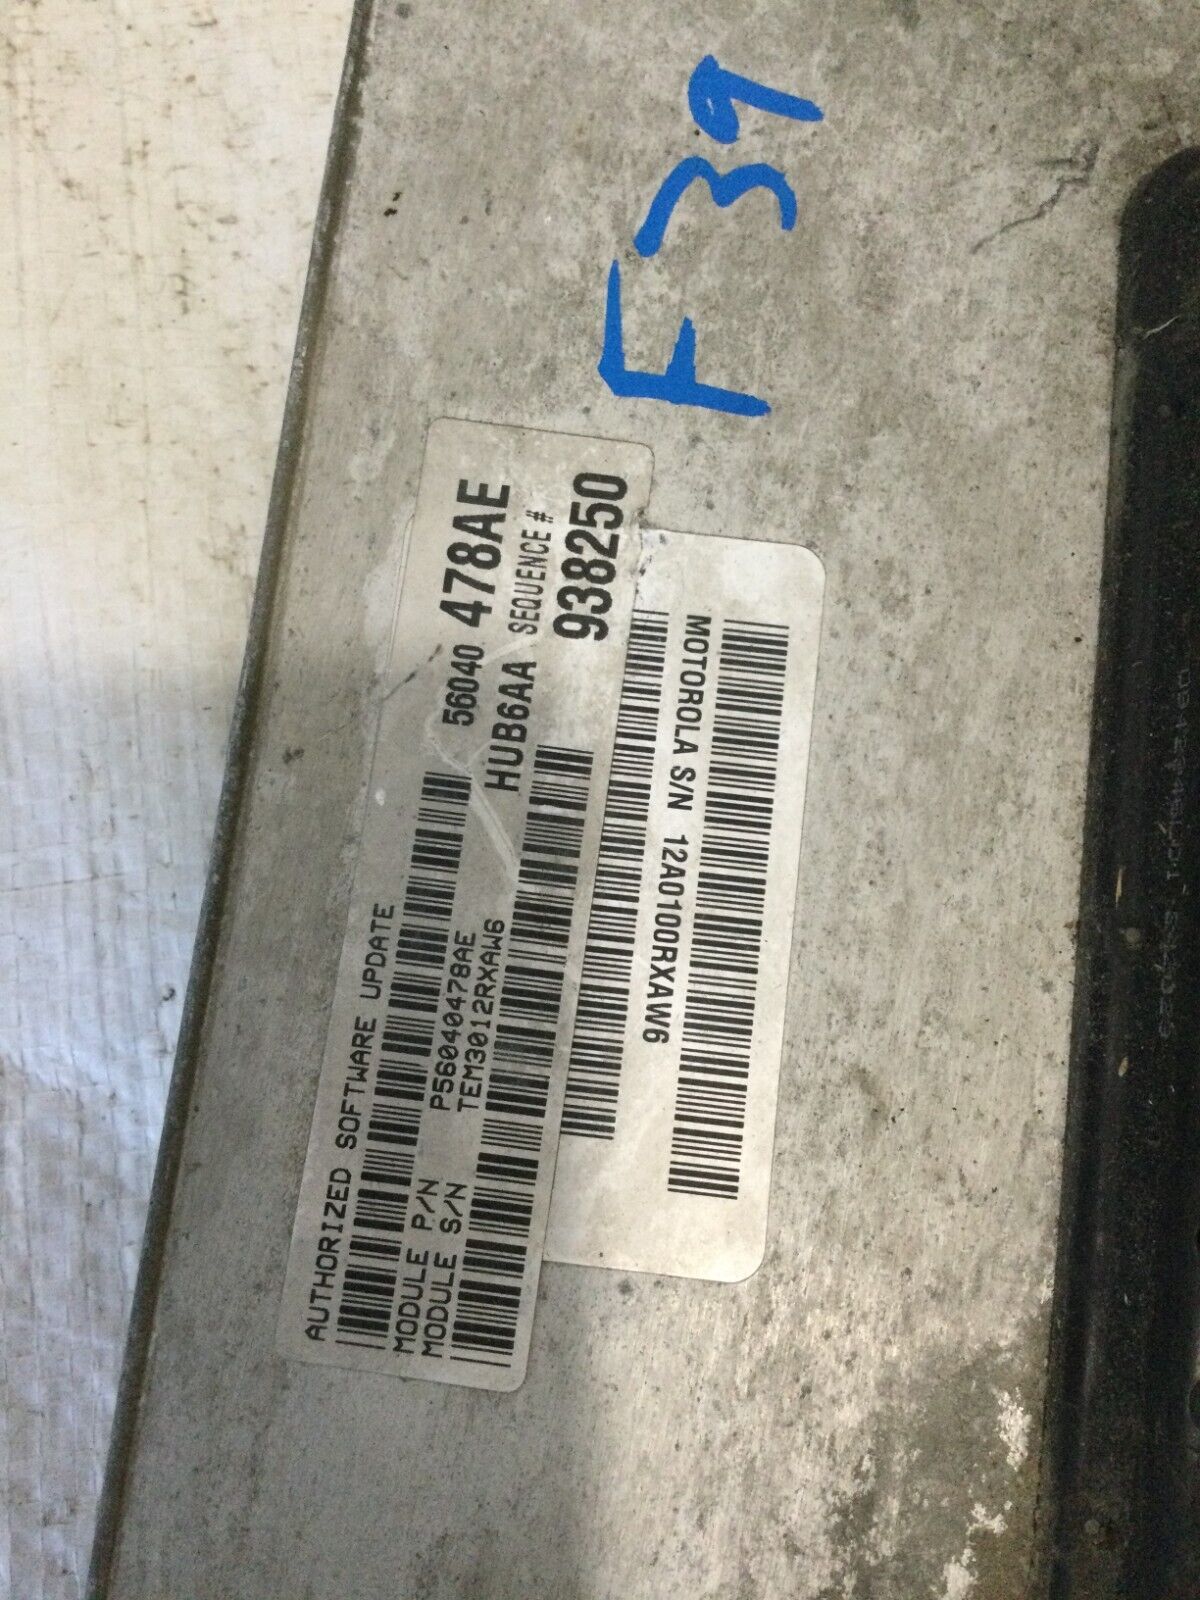 F39
AUTHORIZED SOFTWARE UPDATE
56040 478AE
MODULE P/N P56040478AE
HUB6AA SEQUENCE #
MODULE S/N TEM3012RXAW6
938250
MOTOROLA S/N 12A0100RXAW6